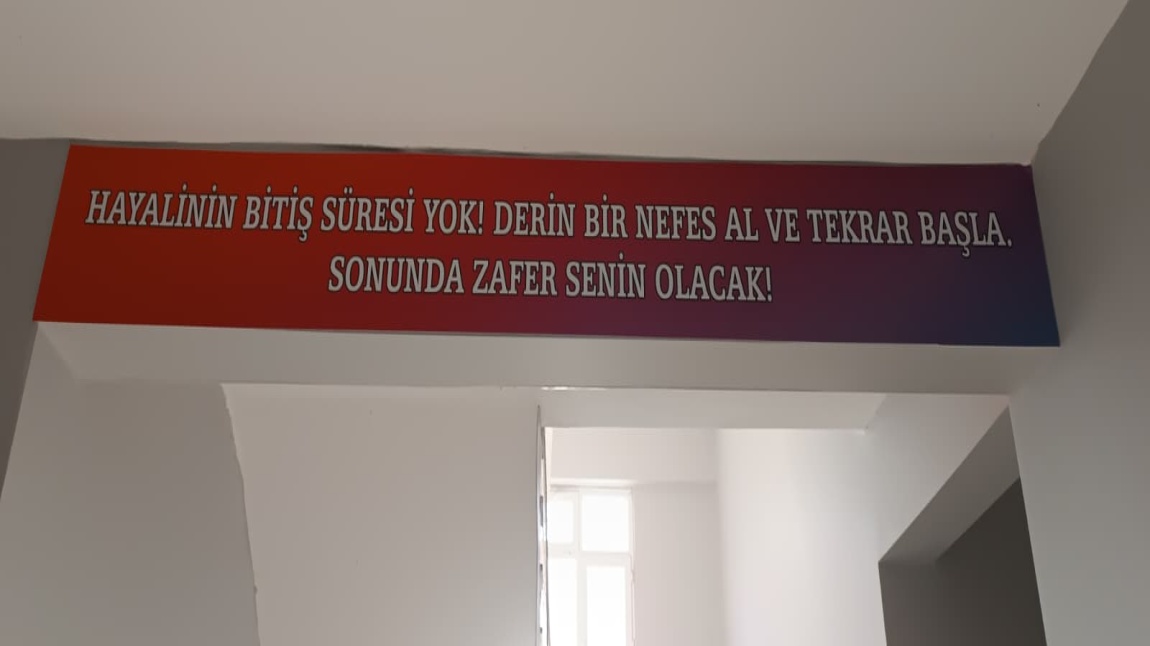 HAYALİNİN BİTİŞ SÜRESİ YOK! DERİN BİR NEFES AL VE TEKRAR BAŞLA.
SONUNDA ZAFER SENİN OLACAK!